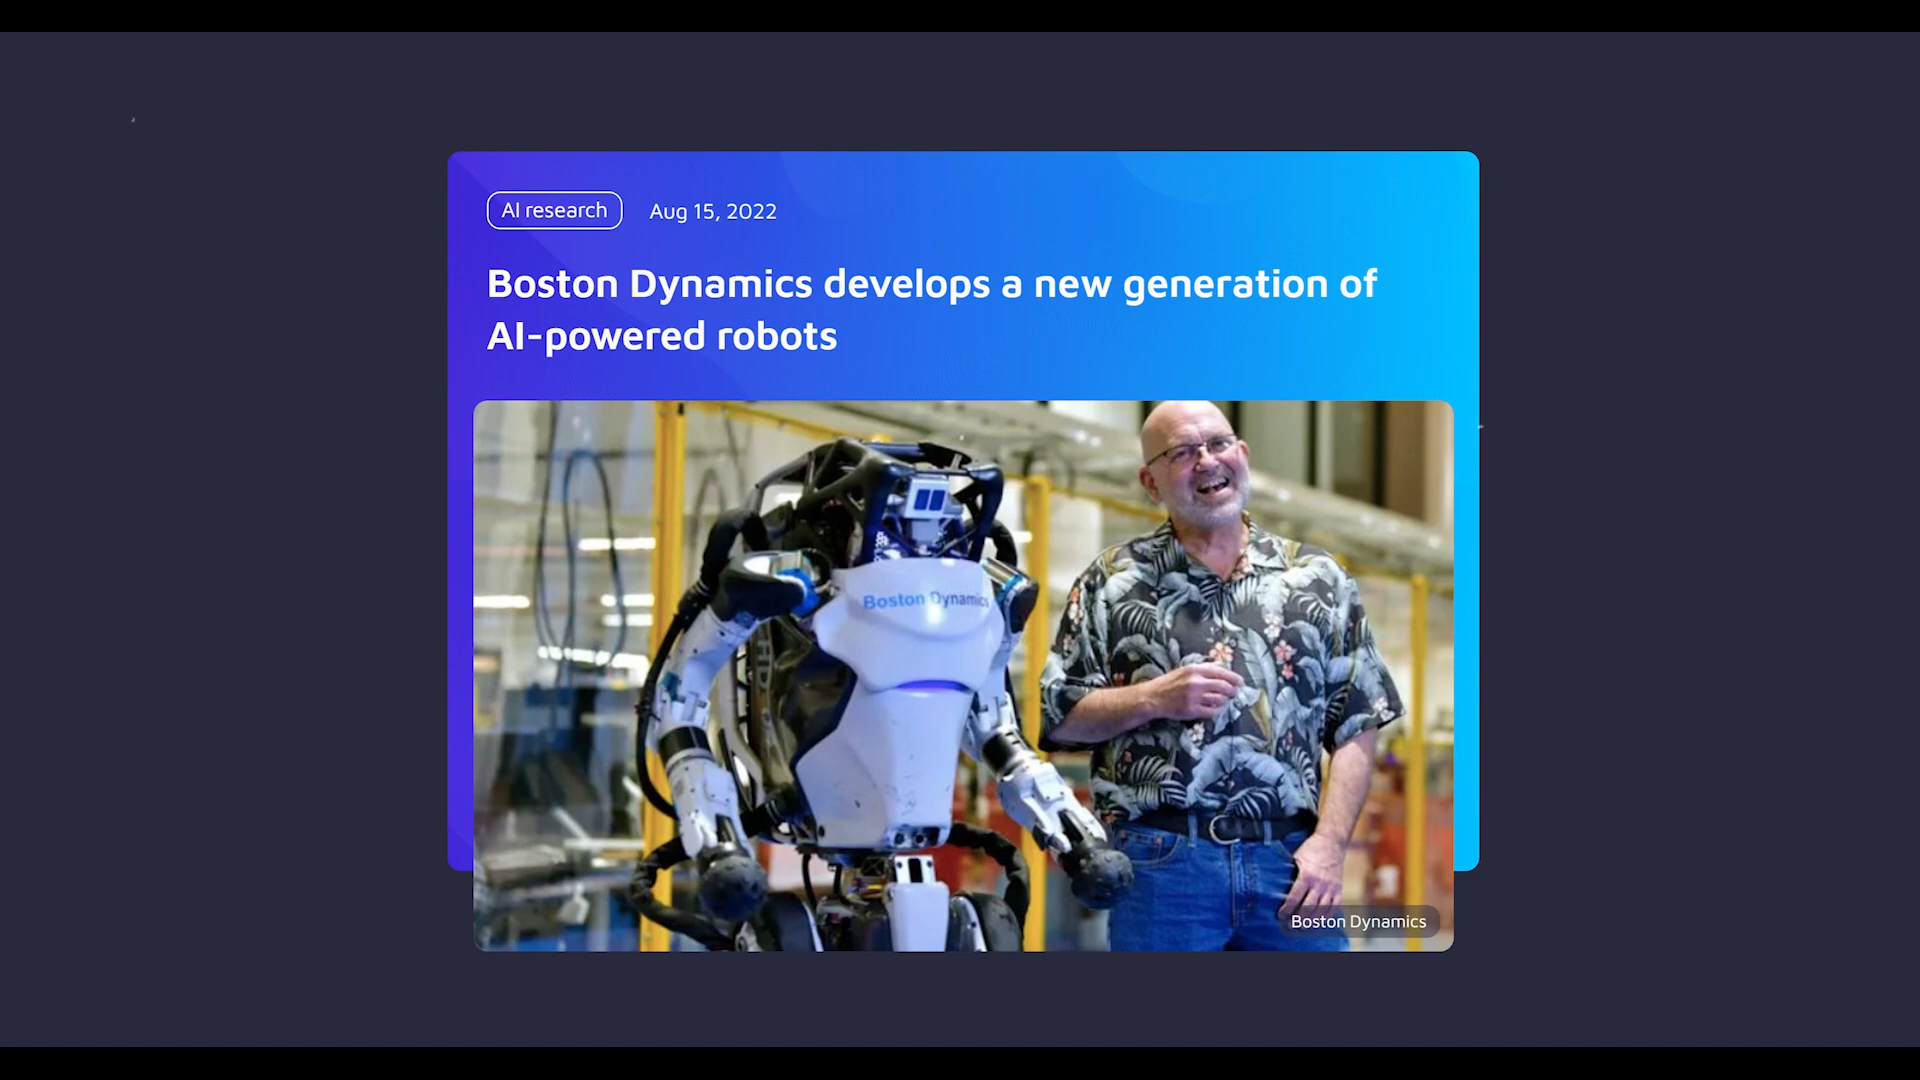 AI research
Aug 15, 2022
Boston Dynamics develops a new generation of
AI-powered robots
Boston Dynamics
Boston Dynamics